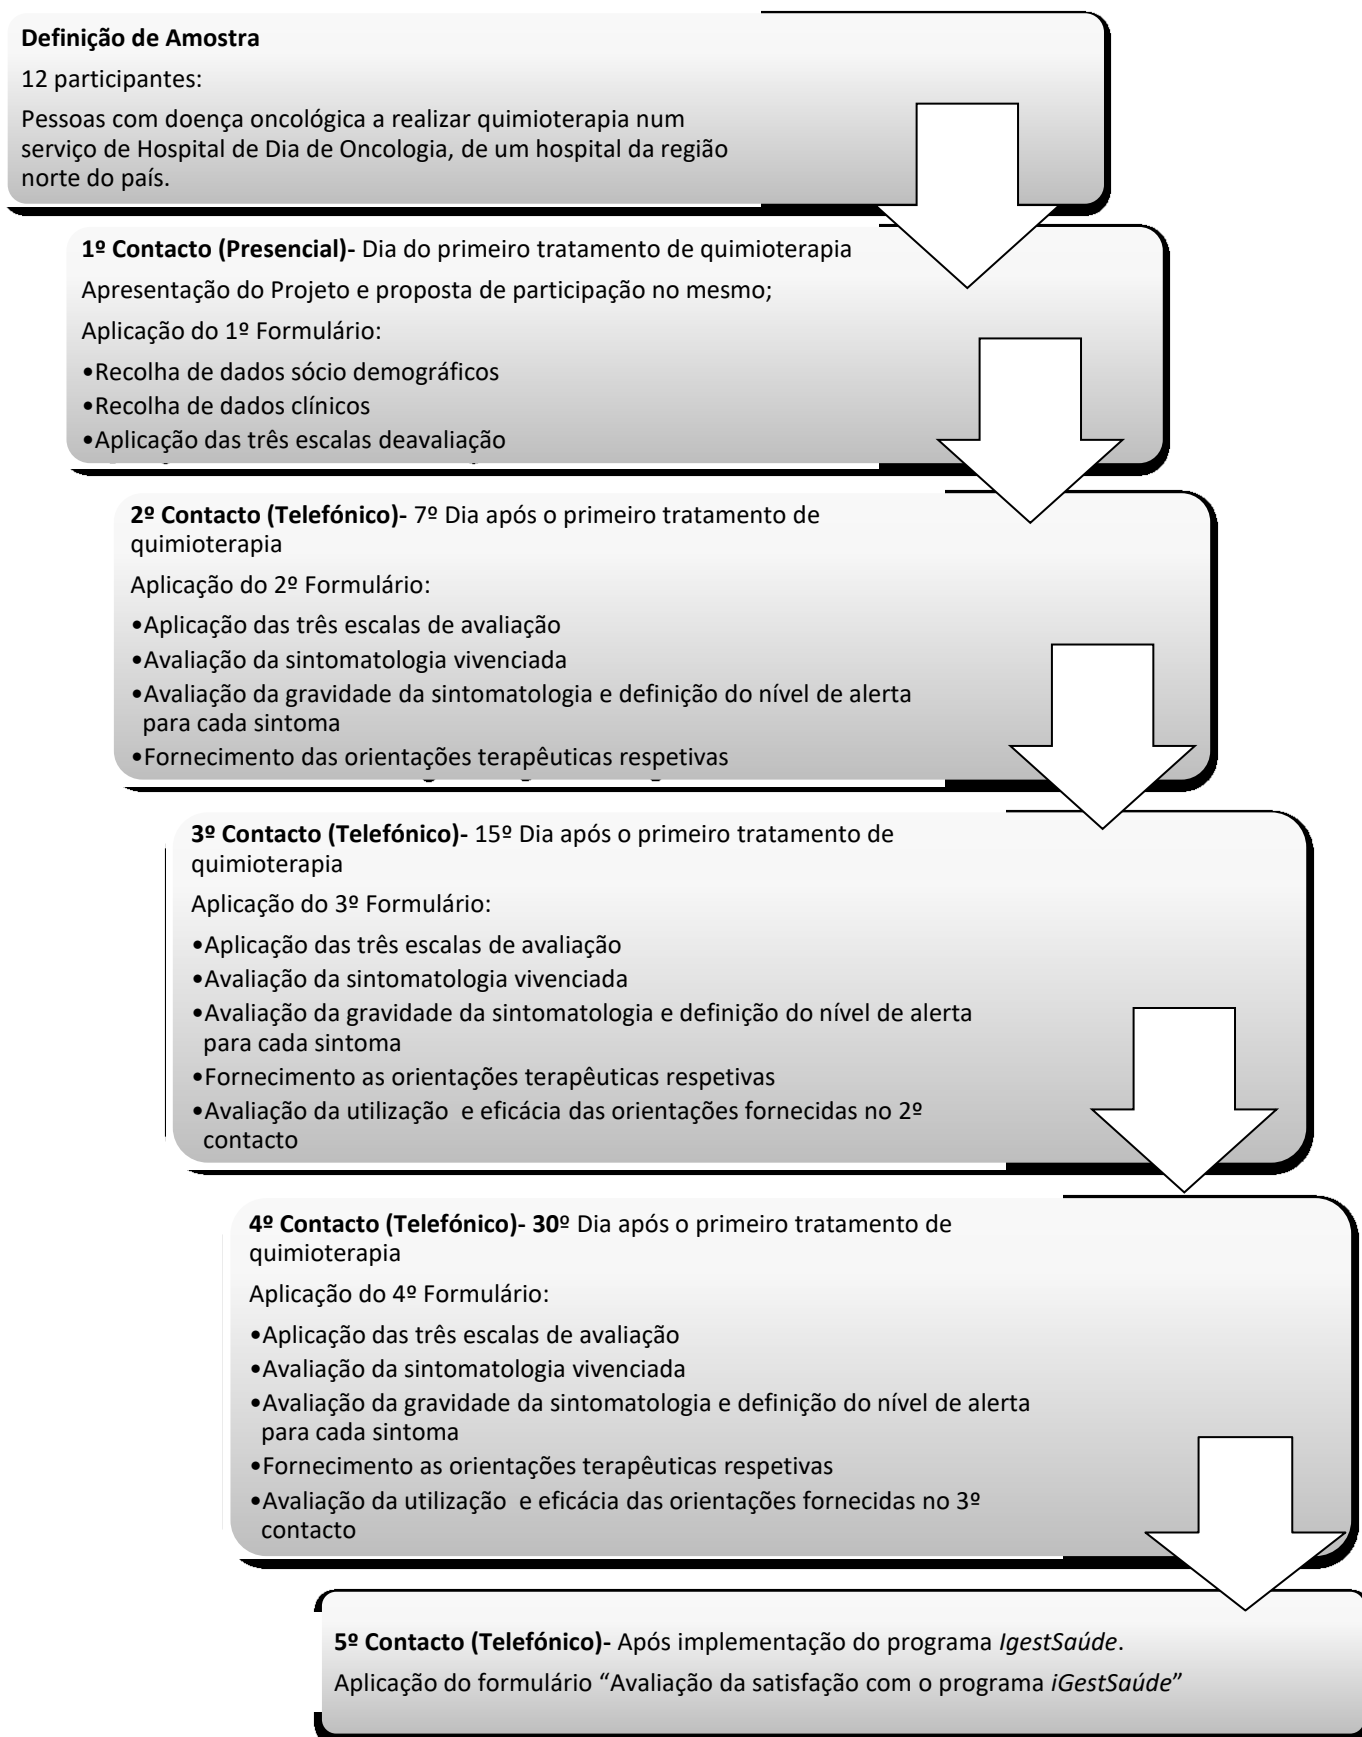 Definição de Amostra
12 participantes:
Pessoas com doença oncológica a realizar quimioterapia num
serviço de Hospital de Dia de Oncologia, de um hospital da região
norte do país.
1º Contacto (Presencial)- Dia do primeiro tratamento de quimioterapia
Apresentação do Projeto e proposta de participação no mesmo;
Aplicação do 1º Formulário:
•Recolha de dados sócio demográficos
•Recolha de dados clínicos
•Aplicação das três escalas deavaliação
2º Contacto (Telefónico)- 7º Dia após o primeiro tratamento de
quimioterapia
Aplicação do 2º Formulário:
•Aplicação das três escalas de avaliação
•Avaliação da sintomatologia vivenciada
•Avaliação da gravidade da sintomatologia e definição do nível de alerta
para cada sintoma
•Fornecimento das orientações terapêuticas respetivas
3º Contacto (Telefónico)- 15º Dia após o primeiro tratamento de
quimioterapia
Aplicação do 3º Formulário:
•Aplicação das três escalas de avaliação
•Avaliação da sintomatologia vivenciada
•Avaliação da gravidade da sintomatologia e definição do nível de alerta
para cada sintoma
•Fornecimento as orientações terapêuticas respetivas
•Avaliação da utilização  e eficácia das orientações fornecidas no 2º
contacto
4º Contacto (Telefónico)- 30º Dia após o primeiro tratamento de
quimioterapia
Aplicação do 4º Formulário:
•Aplicação das três escalas de avaliação
•Avaliação da sintomatologia vivenciada
•Avaliação da gravidade da sintomatologia e definição do nível de alerta
para cada sintoma
•Fornecimento as orientações terapêuticas respetivas
•Avaliação da utilização  e eficácia das orientações fornecidas no 3º
contacto
5º Contacto (Telefónico)- Após implementação do programa IgestSaúde.
Aplicação do formulário “Avaliação da satisfação com o programa iGestSaúde”